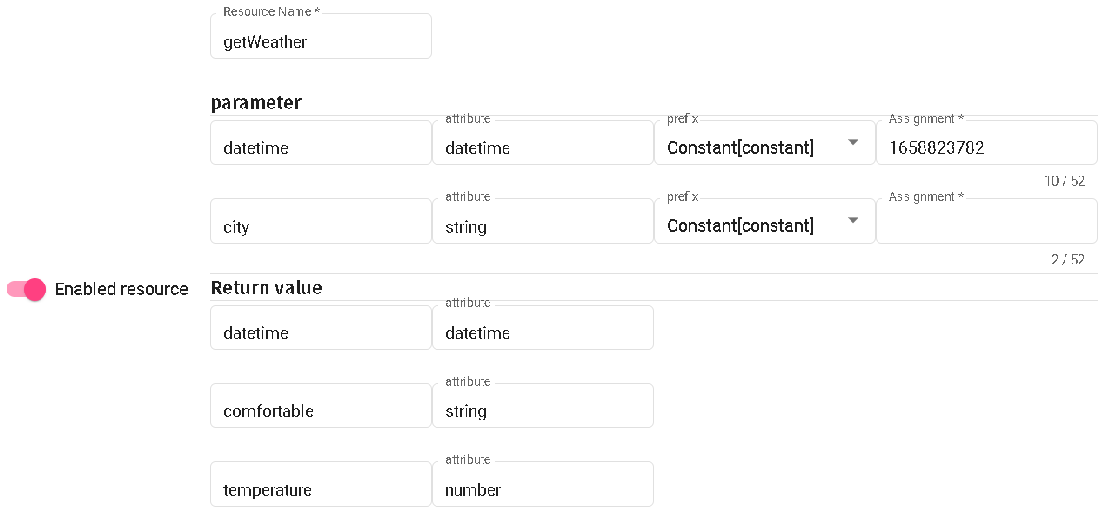 Resource Name *
getWeather
parameter
datetime
attribute
datetime
prefix
Constant[constant]
Assignment *
1658823782
10 / 52
city
attribute
string
prefix
Constant[constant]
Assignment *
2 / 52
Enabled resource
Return value
datetime
attribute
datetime
comfortable
attribute
string
temperature
attribute
number